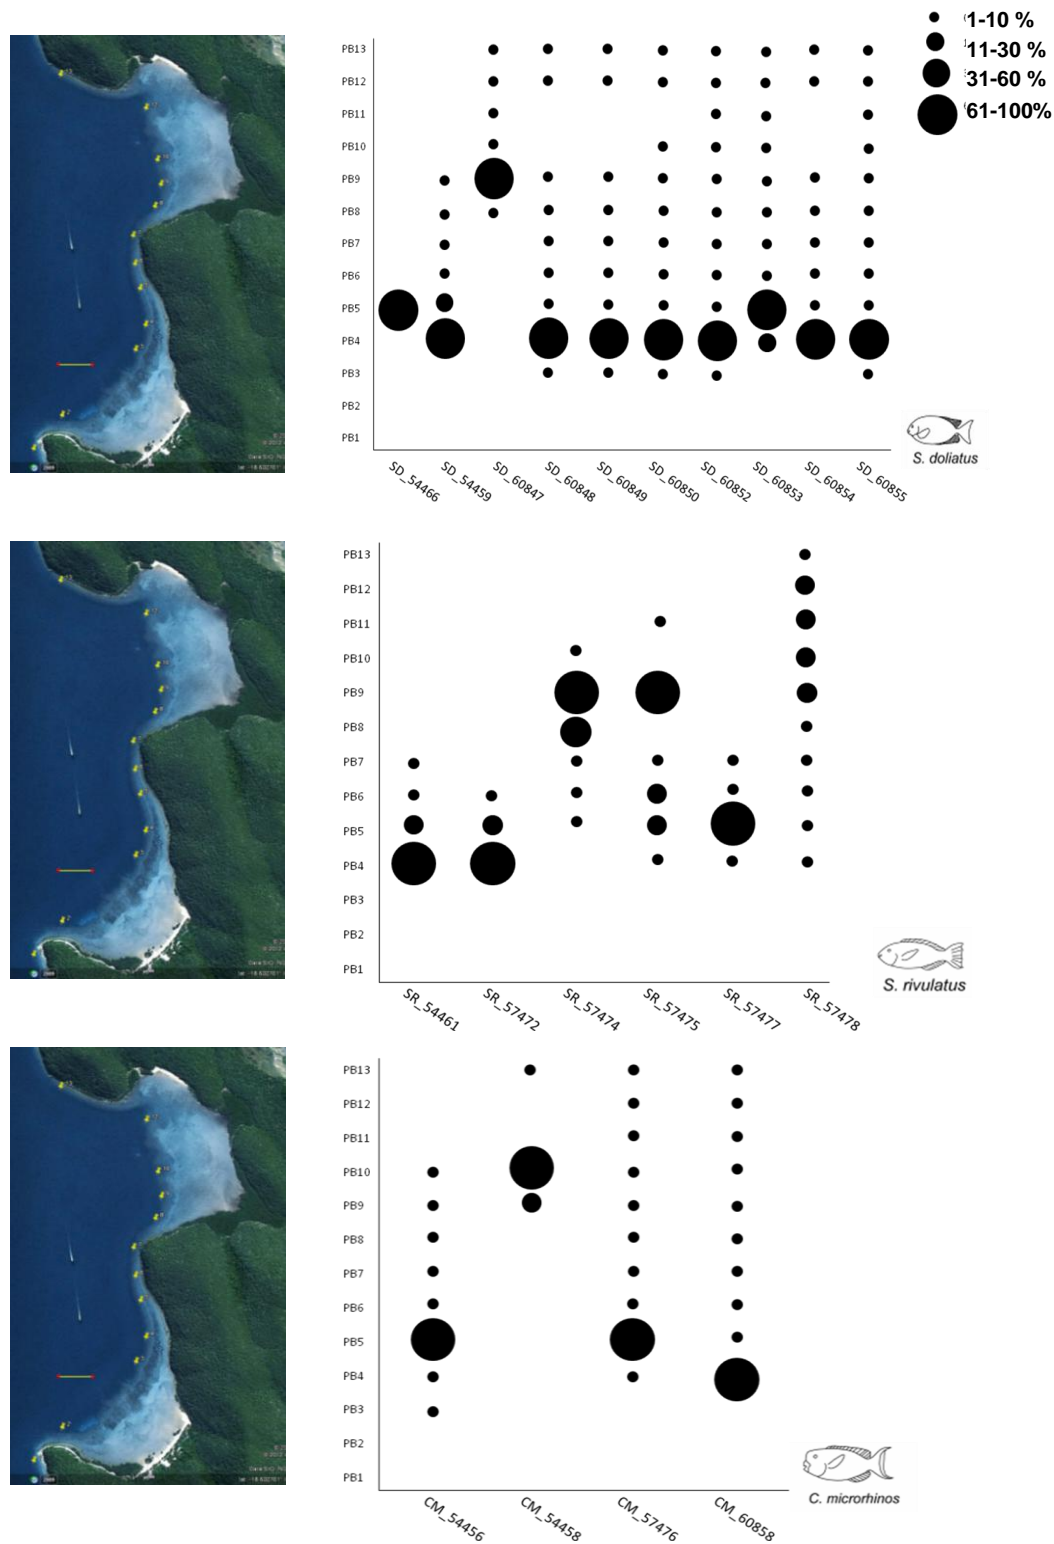 1-10 %
11-30 %
31-60 %
61-100%
PB13
PB12
PB11
PB10
PB9
PB8
PB7
PB6
PB5
PB4
PB3
PB2
PB1
SD_54466
SD_54459
SD_60847
SD_60848
SD_60849
SD_60850
SD_60852
SD_60853
SD_60854
SD_60855
S. doliatus
PB13
PB12
PB11
PB10
PB9
PB8
PB7
PB6
PB5
PB4
PB3
PB2
PB1
SR_54461
SR_57472
SR_57474
SR_57475
SR_57477
SR_57478
S. rivulatus
PB13
PB12
PB11
PB10
PB9
PB8
PB7
PB6
PB5
PB4
PB3
PB2
PB1
CM_54456
CM_54458
CM_57476
CM_60858
C. microrhinos